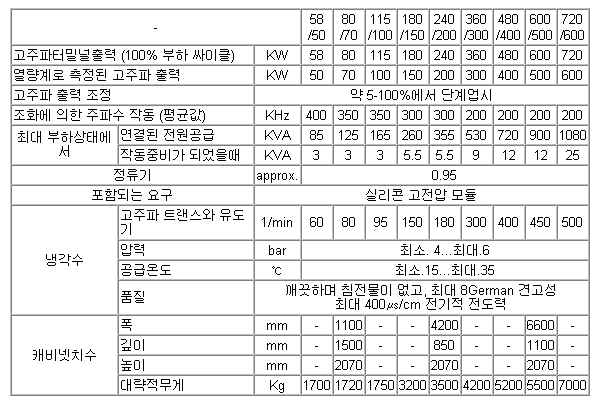 - 58 80 115 180 240 360 480 600 720
/50 /70 /100 /150 /200 /300 /400 /500 /600
고주파터밀널출력 (100% 부하 싸이클) KW 58 80 115 180 240 360 480 600 720
열량계로 측정된 고주파 출력 KW 50 70 100 150 200 300 400 500 600
고주파 출력 조정 약 5-100%에서 단계업시
조화에 의한 주파수 작동 (평균값) KHz 400 350 350 300 300 200 200 200 200
최대 부하상태에서 연결된 전원공급 KVA 85 125 165 260 355 530 720 900 1080
작동중비가 되었을때 KVA 3 3 3 5.5 5.5 9 12 12 25
정류기 approx. 0.95
포함되는 요구 실리콘 고전압 모듈
냉각수 고주파 트랜스와 유도기 1/min 60 80 95 150 180 300 400 450 500
압력 bar 최소. 4...최대.6
공급온도 ℃ 최소.15...최대.35
품질 깨끗하며 침전물이 없고, 최대 8German 견고성
최대 400㎲/cm 전기적 전도력
캐비넷치수 폭 mm - 1100 - - 4200 - - 6600 -
깊이 mm - 1500 - - 850 - - 1100 -
높이 mm - 2070 - - 2070 - - 2070 -
대략적무게 Kg 1700 1720 1750 3200 3500 4200 5200 5500 7000